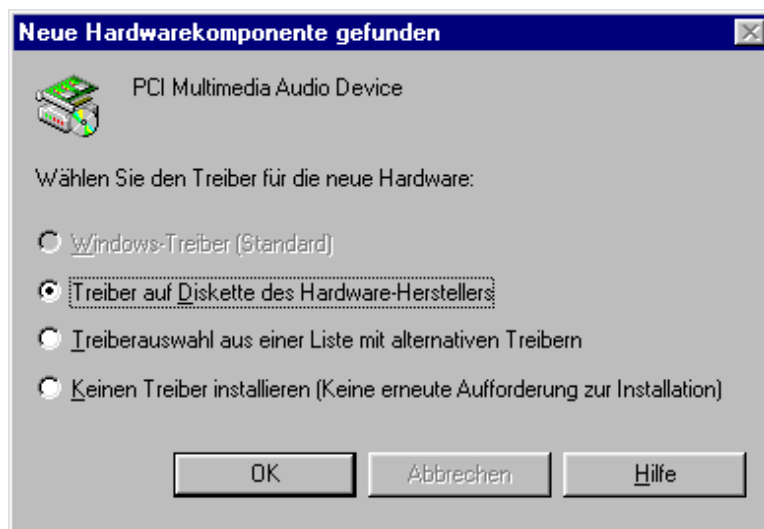 Neue Hardwarekomponente gefunden
PCI Multimedia Audio Device
Wählen Sie den Treiber für die neue Hardware:
Windows-Treiber (Standard)
Treiber auf Diskette des Hardware-Herstellers
Treiberauswahl aus einer Liste mit alternativen Treibern
Keinen Treiber installieren (Keine erneute Aufforderung zur Installation)
OK Abbrechen Hilfe